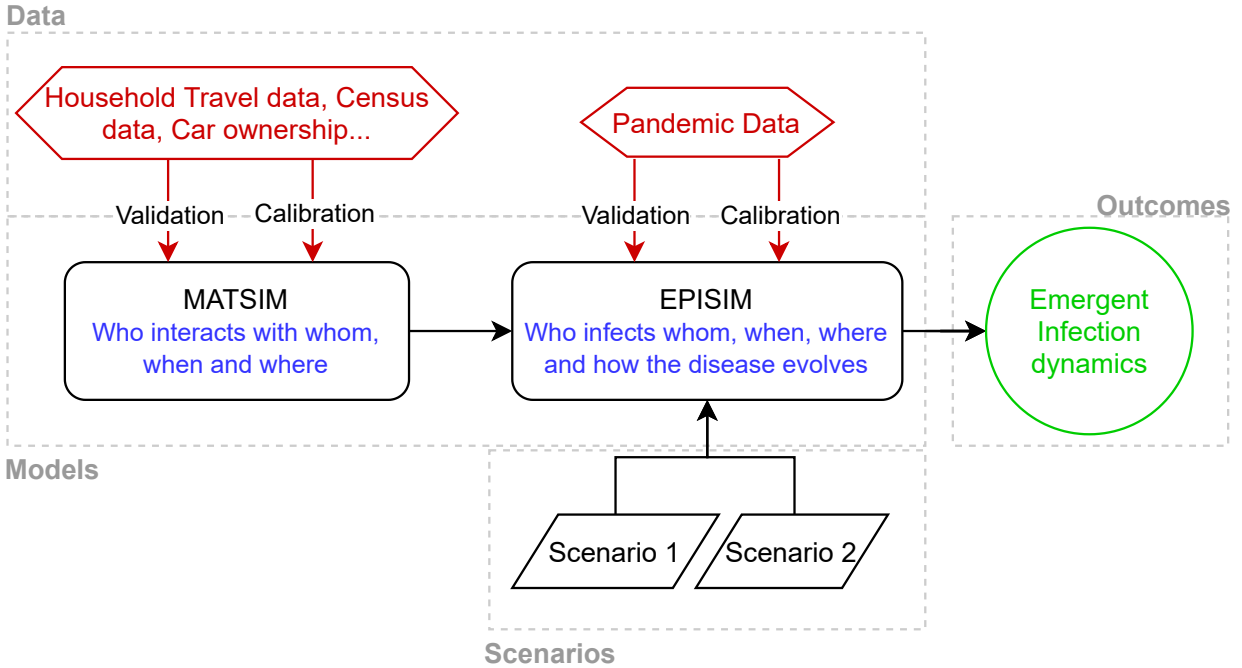 Data
Household Travel data, Census
data, Car ownership...
Pandemic Data
Validation
Calibration
Validation
Calibration
Outcomes
MATSIM
Who interacts with whom,
when and where
EPISIM
Who infects whom, when, where
and how the disease evolves
Emergent
Infection
dynamics
Models
Scenario 1
Scenario 2
Scenarios